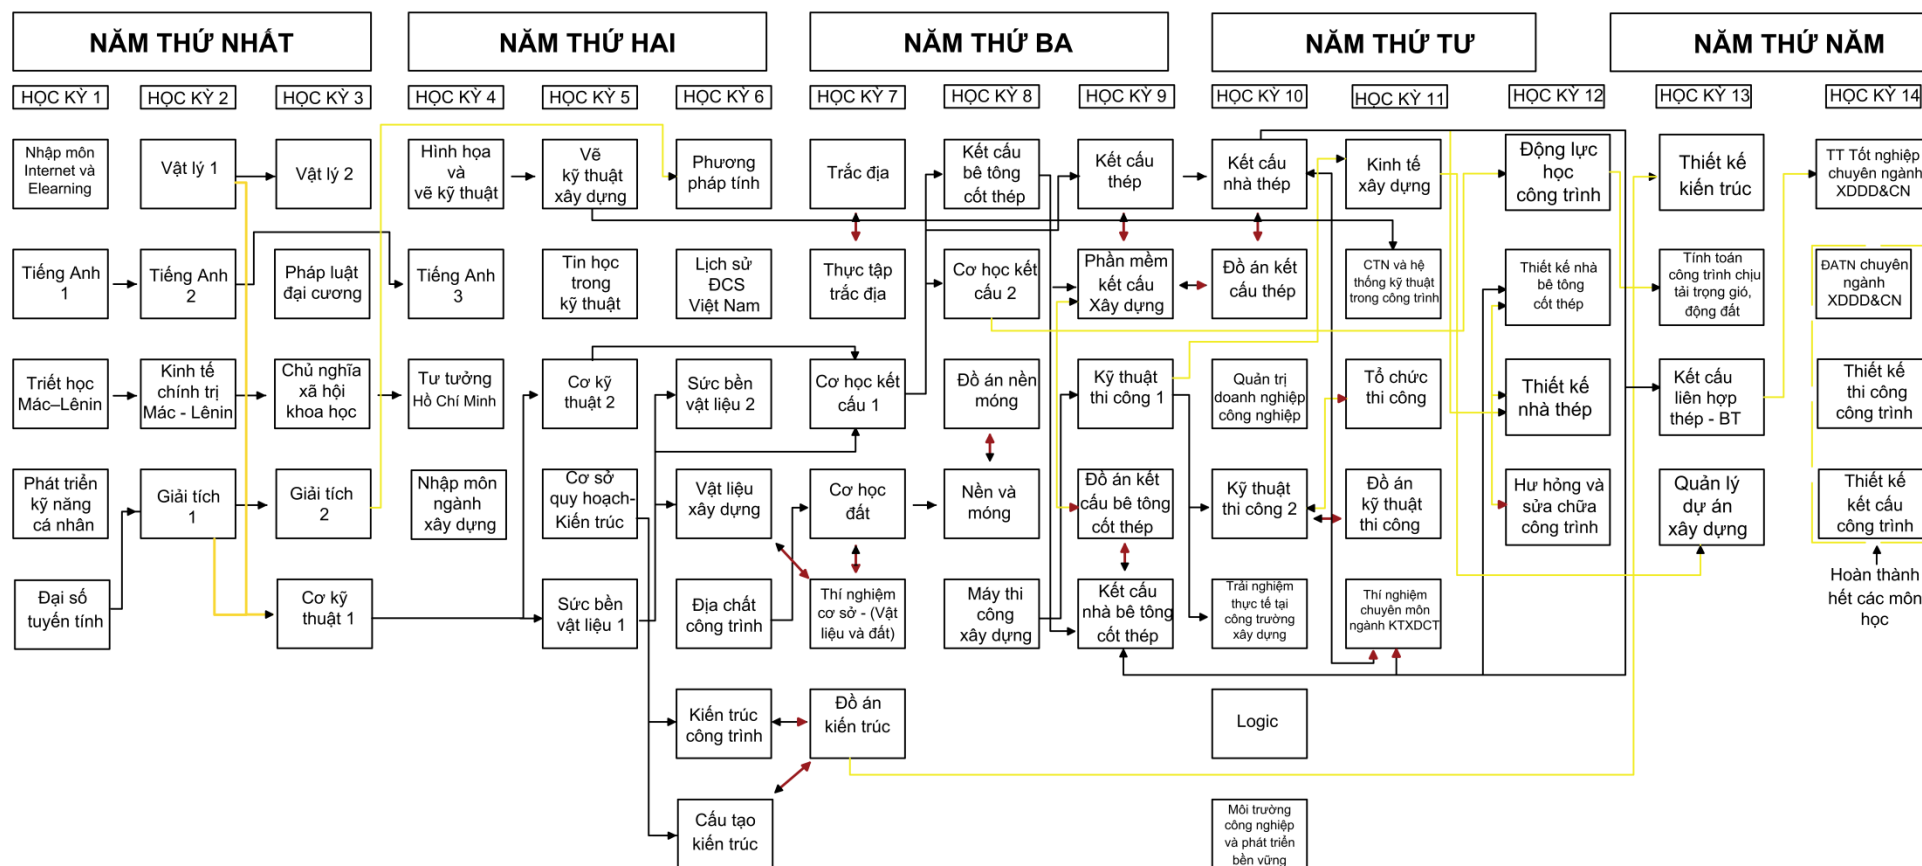 NĂM THỨ NHẤT
NĂM THỨ HAI
NĂM THỨ BA
NĂM THỨ TƯ
NĂM THỨ NĂM
HỌC KỲ 1
HỌC KỲ 2
HỌC KỲ 3
HỌC KỲ 4
HỌC KỲ 5
HỌC KỲ 6
HỌC KỲ 7
HỌC KỲ 8
HỌC KỲ 9
HỌC KỲ 10
HỌC KỲ 11
HỌC KỲ 12
HỌC KỲ 13
HỌC KỲ 14
Nhập môn
Internet và
Elearning
Vật lý 1
Vật lý 2
Hình họa
và
vẽ kỹ thuật
Vẽ
kỹ thuật
xây dựng
Phương
pháp tính
Trắc địa
Kết cấu
bê tông
cốt thép
Kết cấu
thép
Kết cấu
nhà thép
Kinh tế
xây dựng
Động lực
học
công trình
Thiết kế
kiến trúc
TT Tốt nghiệp
chuyên ngành
XDDD&CN
Tiếng Anh
1
Tiếng Anh
2
Pháp luật
đại cương
Tiếng Anh
3
Tin học
trong
kỹ thuật
Lịch sử
ĐCS
Việt Nam
Thực tập
trắc địa
Cơ học kết
cấu 2
Phần mềm
kết cấu
Xây dựng
Đồ án kết
cấu thép
CTN và hệ
thống kỹ thuật
trong công trình
Thiết kế nhà
bê tông
cốt thép
Tính toán
công trình chịu
tải trọng gió,
động đất
ĐATN chuyên
ngành
XDDD&CN
Triết học
Mác–Lênin
Kinh tế
chính trị
Mác - Lênin
Chủ nghĩa
xã hội
khoa học
Tư tưởng
Hồ Chí Minh
Cơ kỹ
thuật 2
Sức bền
vật liệu 2
Cơ học kết
cấu 1
Đồ án nền
móng
Kỹ thuật
thi công 1
Quản trị
doanh nghiệp
công nghiệp
Tổ chức
thi công
Thiết kế
nhà thép
Kết cấu
liên hợp
thép - BT
Thiết kế
thi công
công trình
Phát triển
kỹ năng
cá nhân
Giải tích
1
Giải tích
2
Nhập môn
ngành
xây dựng
Cơ sở
quy hoạch-
Kiến trúc
Vật liệu
xây dựng
Cơ học
đất
Nền và
móng
Đồ án kết
cấu bê tông
cốt thép
Kỹ thuật
thi công 2
Đồ án
kỹ thuật
thi công
Hư hỏng và
sửa chữa
công trình
Quản lý
dự án
xây dựng
Thiết kế
kết cấu
công trình
Đại số
tuyến tính
Cơ kỹ
thuật 1
Sức bền
vật liệu 1
Địa chất
công trình
Thí nghiệm
cơ sở - (Vật
liệu và đất)
Máy thi
công
xây dựng
Kết cấu
nhà bê tông
cốt thép
Trải nghiệm
thực tế tại
công trường
xây dựng
Thí nghiệm
chuyên môn
ngành KTXDCT
Hoàn thành
hết các môn
học
Kiến trúc
công trình
Đồ án
kiến trúc
Logic
Cấu tạo
kiến trúc
Môi trường
công nghiệp
và phát triển
bền vững